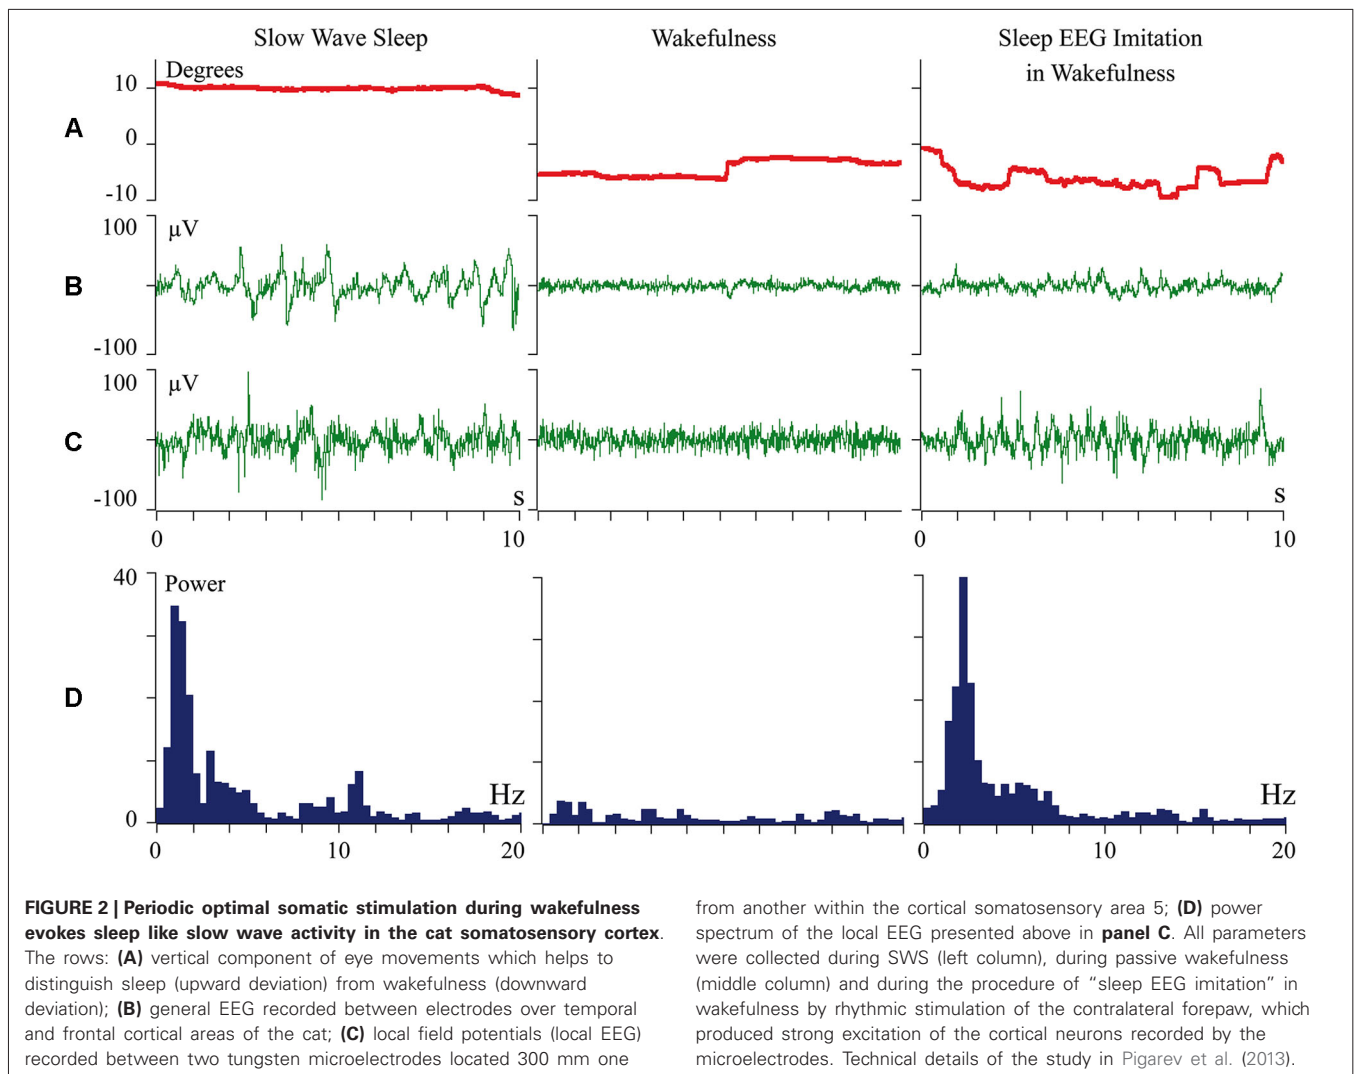 Slow Wave Sleep
Wakefulness
Sleep EEG Imitation
in Wakefulness
A
Degrees
10
0
-10
B
100
µV
-100
C
100
µV
-100
s
s
0
10
0
10
D
40
Power
0
Hz
Hz
0
10
20
0
10
20
FIGURE 2 | Periodic optimal somatic stimulation during wakefulness
evokes sleep like slow wave activity in the cat somatosensory cortex.
The rows: (A) vertical component of eye movements which helps to
distinguish sleep (upward deviation) from wakefulness (downward
deviation); (B) general EEG recorded between electrodes over temporal
and frontal cortical areas of the cat; (C) local field potentials (local EEG)
recorded between two tungsten microelectrodes located 300 mm one
from another within the cortical somatosensory area 5; (D) power
spectrum of the local EEG presented above in panel C. All parameters
were collected during SWS (left column), during passive wakefulness
(middle column) and during the procedure of “sleep EEG imitation” in
wakefulness by rhythmic stimulation of the contralateral forepaw, which
produced strong excitation of the cortical neurons recorded by the
microelectrodes. Technical details of the study in Pigarev et al. (2013).